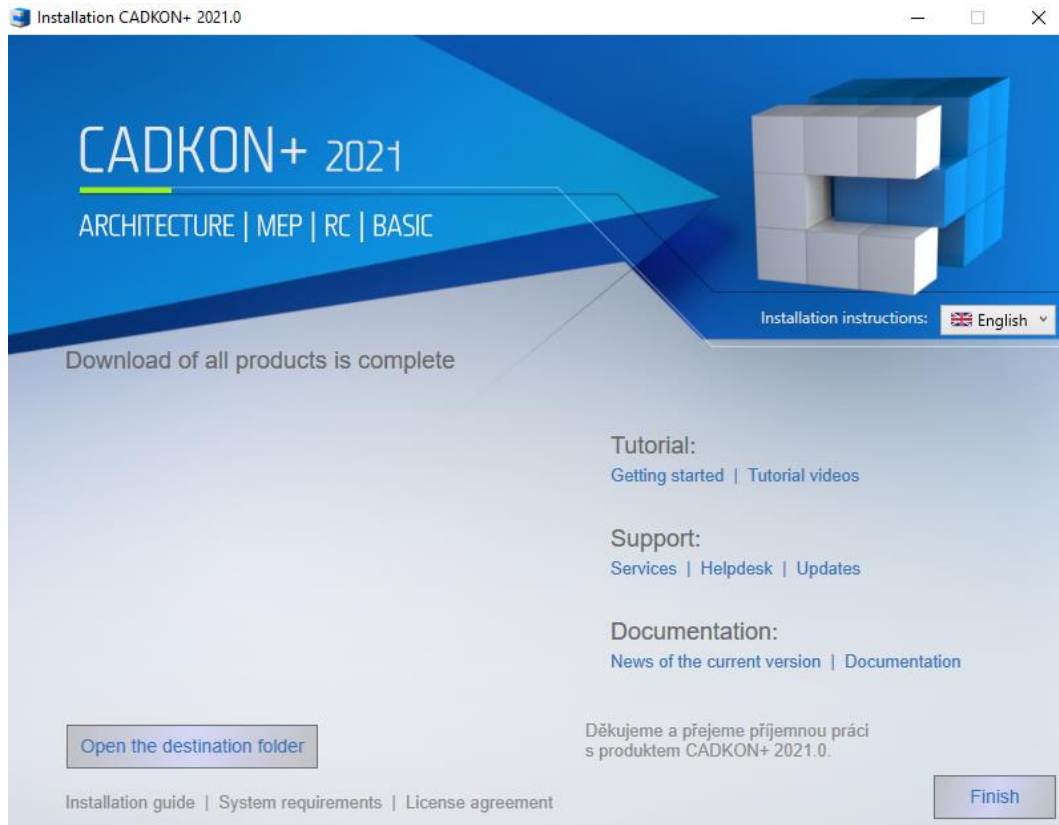 Installation CADKON+ 2021.0
CADKON+ 2021
ARCHITECTURE | MEP | RC | BASIC
Installation instructions: English
Download of all products is complete
Tutorial:
Getting started | Tutorial videos
Support:
Services | Helpdesk | Updates
Documentation:
News of the current version | Documentation
Open the destination folder
Děkujeme a přejeme příjemnou práci
s produktem CADKON+ 2021.0.
Installation guide | System requirements | License agreement
Finish